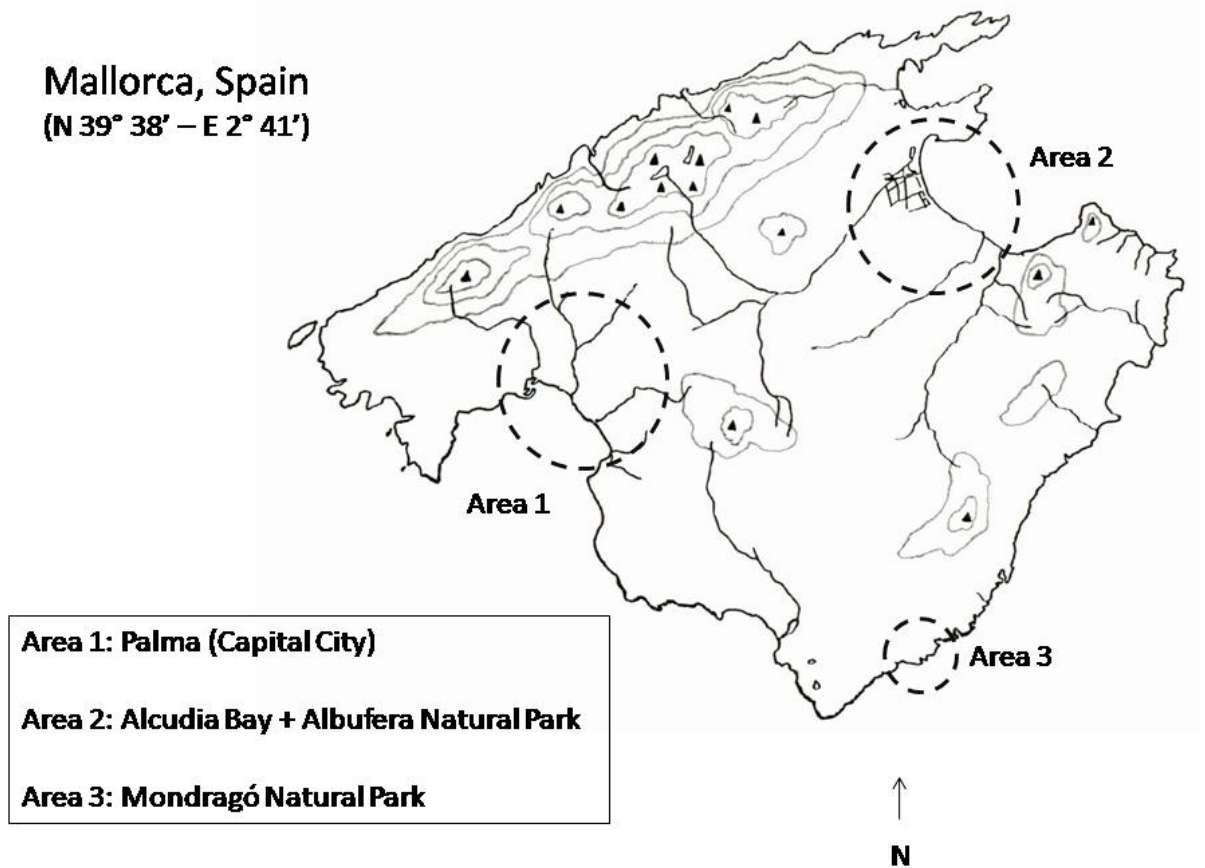 Mallorca, Spain
(N 39° 38' – E 2° 41')
Area 2
Area 1
Area 3
Area 1: Palma (Capital City)
Area 2: Alcudia Bay + Albufera Natural Park
Area 3: Mondragó Natural Park
N